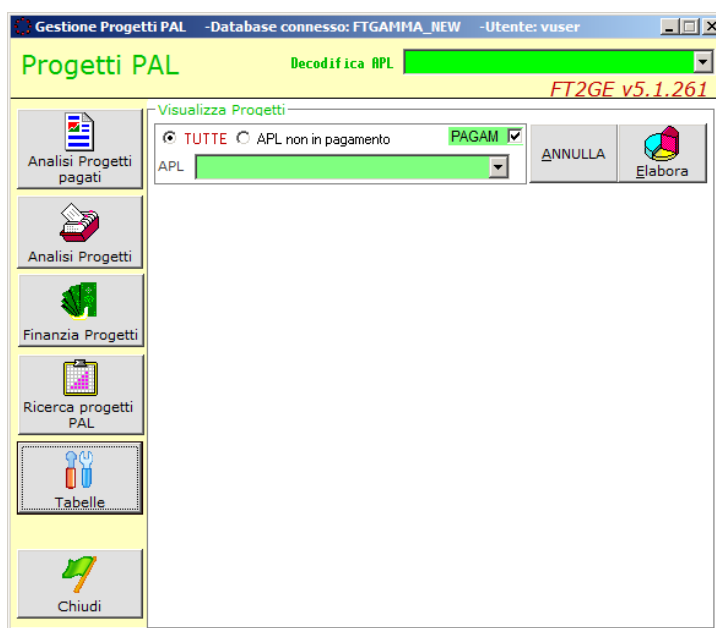 Gestione Progetti PAL -Database connesso: FTGAMMA_NEW -Utente: vuser
Progetti PAL
Decodifica APL
FT2GE v5.1.261
Analisi Progetti
pagati
Analisi Progetti
Finanzia Progetti
Ricerca progetti
PAL
Tabelle
Chiudi
Visualizza Progetti
TUTTE APL non in pagamento PAGAM
APL
ANNULLA
Elabora